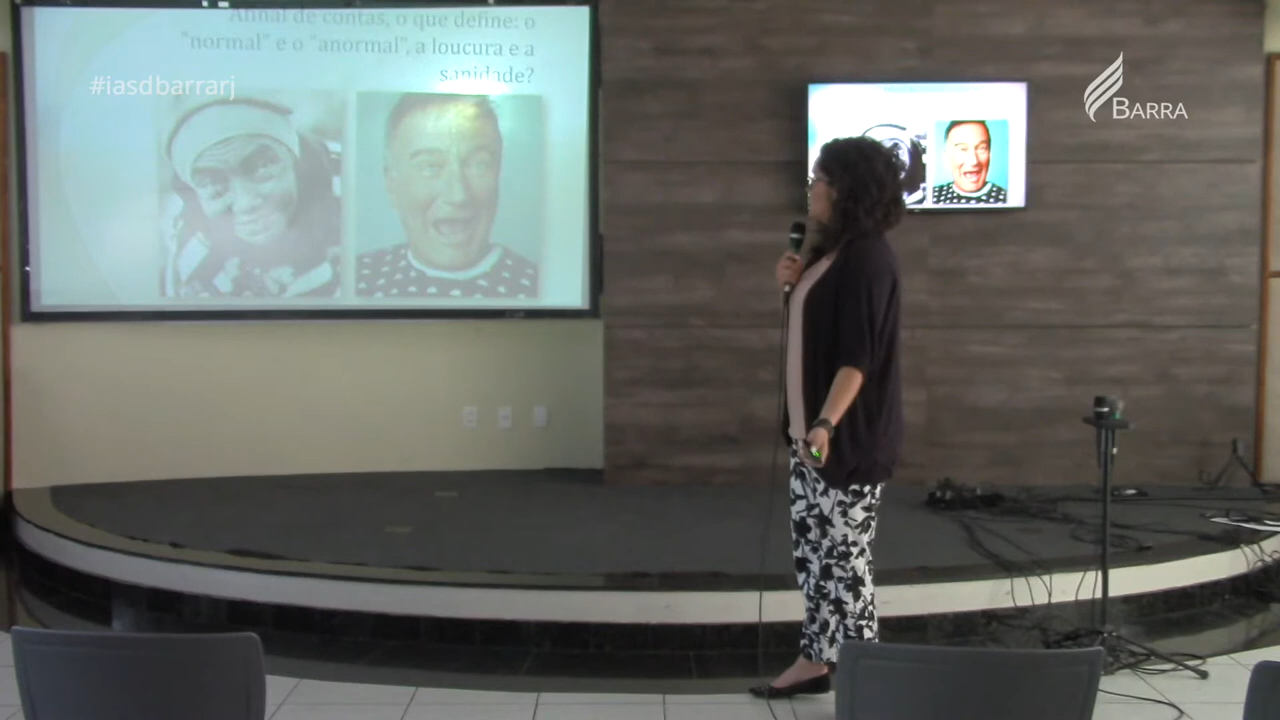 Afinal de contas, o que define: o
"normal" e o "anormal", a loucura e a
sanidade?
#iasdbarrarj
BARRA